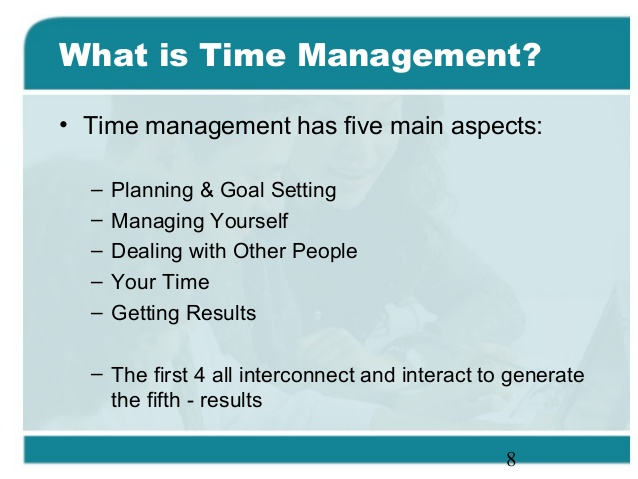 What is Time Management?
• Time management has five main aspects:
– Planning & Goal Setting
– Managing Yourself
– Dealing with Other People
– Your Time
– Getting Results
– The first 4 all interconnect and interact to generate
the fifth - results
8